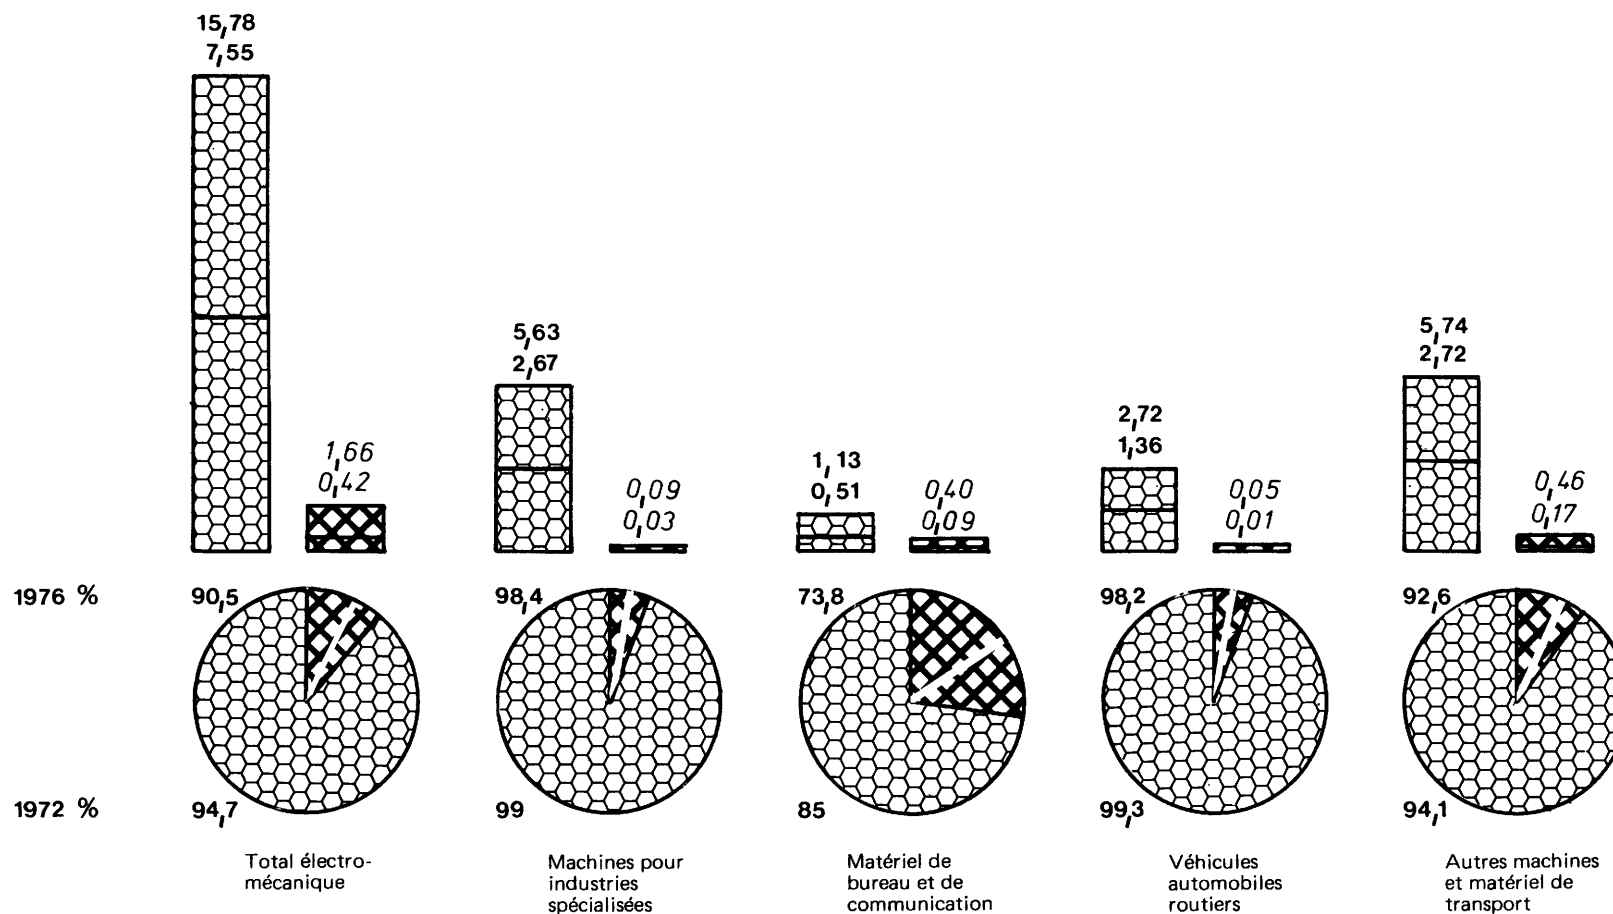 15,78
7,55
1,66
0,42
5,63
2,67
0,09
0,03
1,13
0,51
0,40
0,09
2,72
1,36
0,05
0,01
5,74
2,72
0,46
0,17
1976 % 90,5 98,4 73,8 98,2 92,6
1972 % 94,7 99 85 99,3 94,1
Total électro-
mécanique
Machines pour
industries
spécialisées
Matériel de
bureau et de
communication
Véhicules
automobiles
routiers
Autres machines
et matériel de
transport